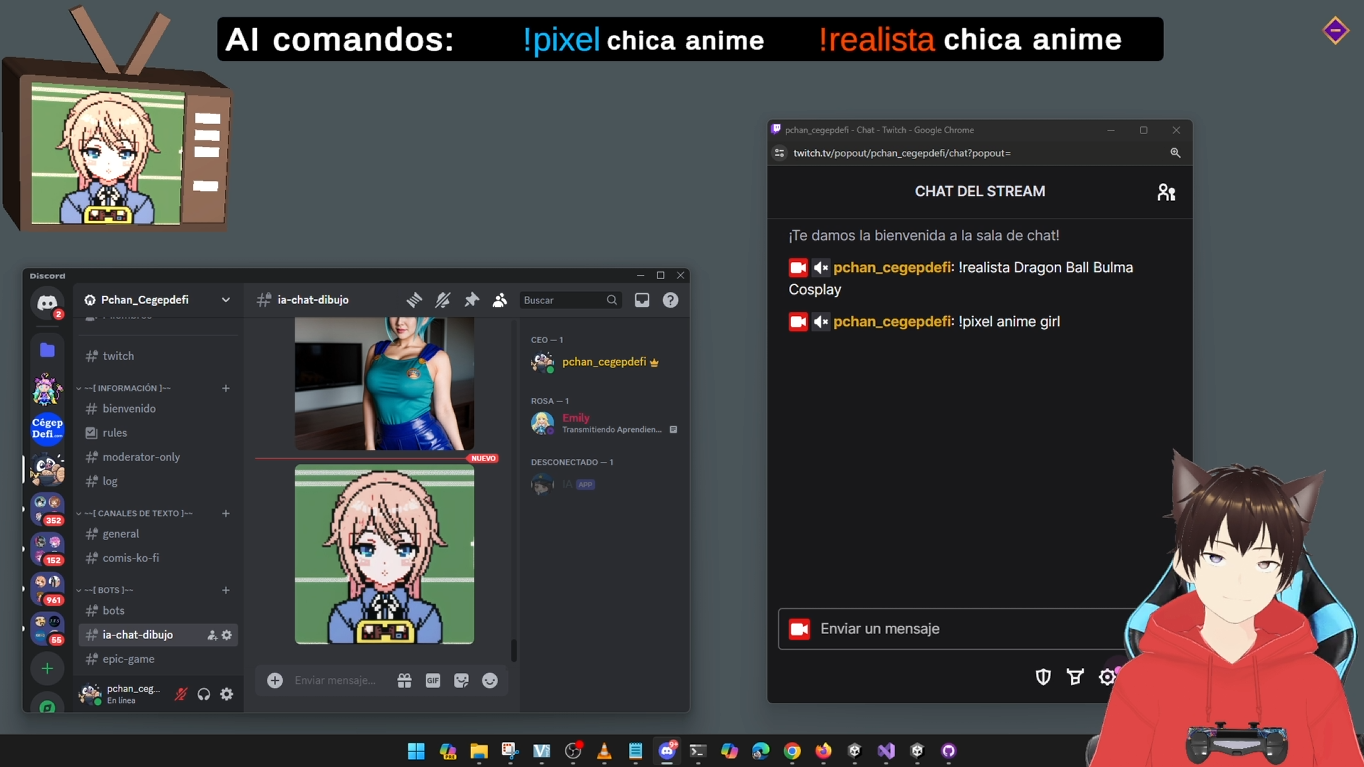 AI comandos: !pixel chica anime !realista chica anime
pchan_cegepdefi - Chat - Twitch - Google Chrome
twitch.tv/popout/pchan_cegepdefi/chat?popout=
CHAT DEL STREAM
¡Te damos la bienvenida a la sala de chat!
pchan_cegepdefi: !realista Dragon Ball Bulma
Cosplay
pchan_cegepdefi: !pixel anime girl
Enviar un mensaje
Discord
2
Pchan_Cegepdefi
ia-chat-dibujo
Buscar
twitch
~~[ INFORMACIÓN ]~~
bienvenido
rules
moderator-only
log
~~[ CANALES DE TEXTO ]~~
general
comis-ko-fi
~~[ BOTS ]~~
bots
ia-chat-dibujo
epic-game
Cégep
Defi.com
352
152
961
55
pchan_ceg...
En línea
NUEVO
Enviar mensaje...
GIF
CEO — 1
pchan_cegepdefi
ROSA — 1
Emily
Transmitiendo Aprendien...
DESCONECTADO — 1
IA APP